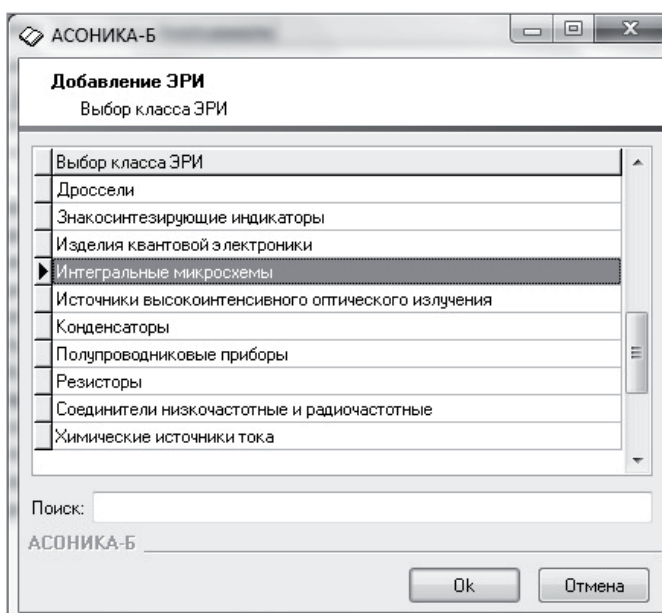 АСОНИКА-Б
Добавление ЭРИ
Выбор класса ЭРИ
Выбор класса ЭРИ
Дроссели
Знакосинтезирующие индикаторы
Изделия квантовой электроники
Интегральные микросхемы
Источники высокоинтенсивного оптического излучения
Конденсаторы
Полупроводниковые приборы
Резисторы
Соединители низкочастотные и радиочастотные
Химические источники тока
Поиск:
АСОНИКА-Б
Ok Отмена